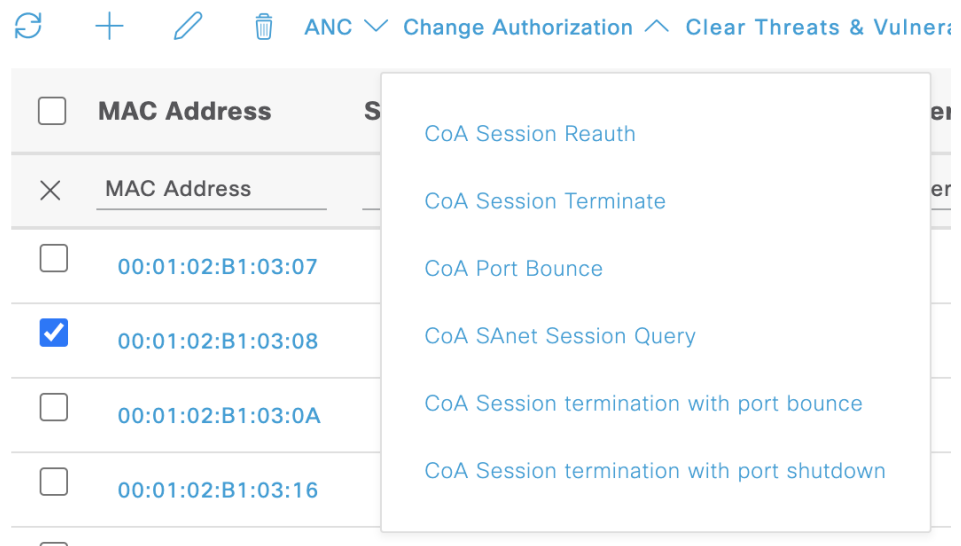 ANC Change Authorization Clear Threats &
MAC Address
CoA Session Reauth
MAC Address
CoA Session Terminate
00:01:02:B1:03:07
CoA Port Bounce
00:01:02:B1:03:08
CoA SAnet Session Query
00:01:02:B1:03:0A
CoA Session termination with port bounce
00:01:02:B1:03:16
CoA Session termination with port shutdown